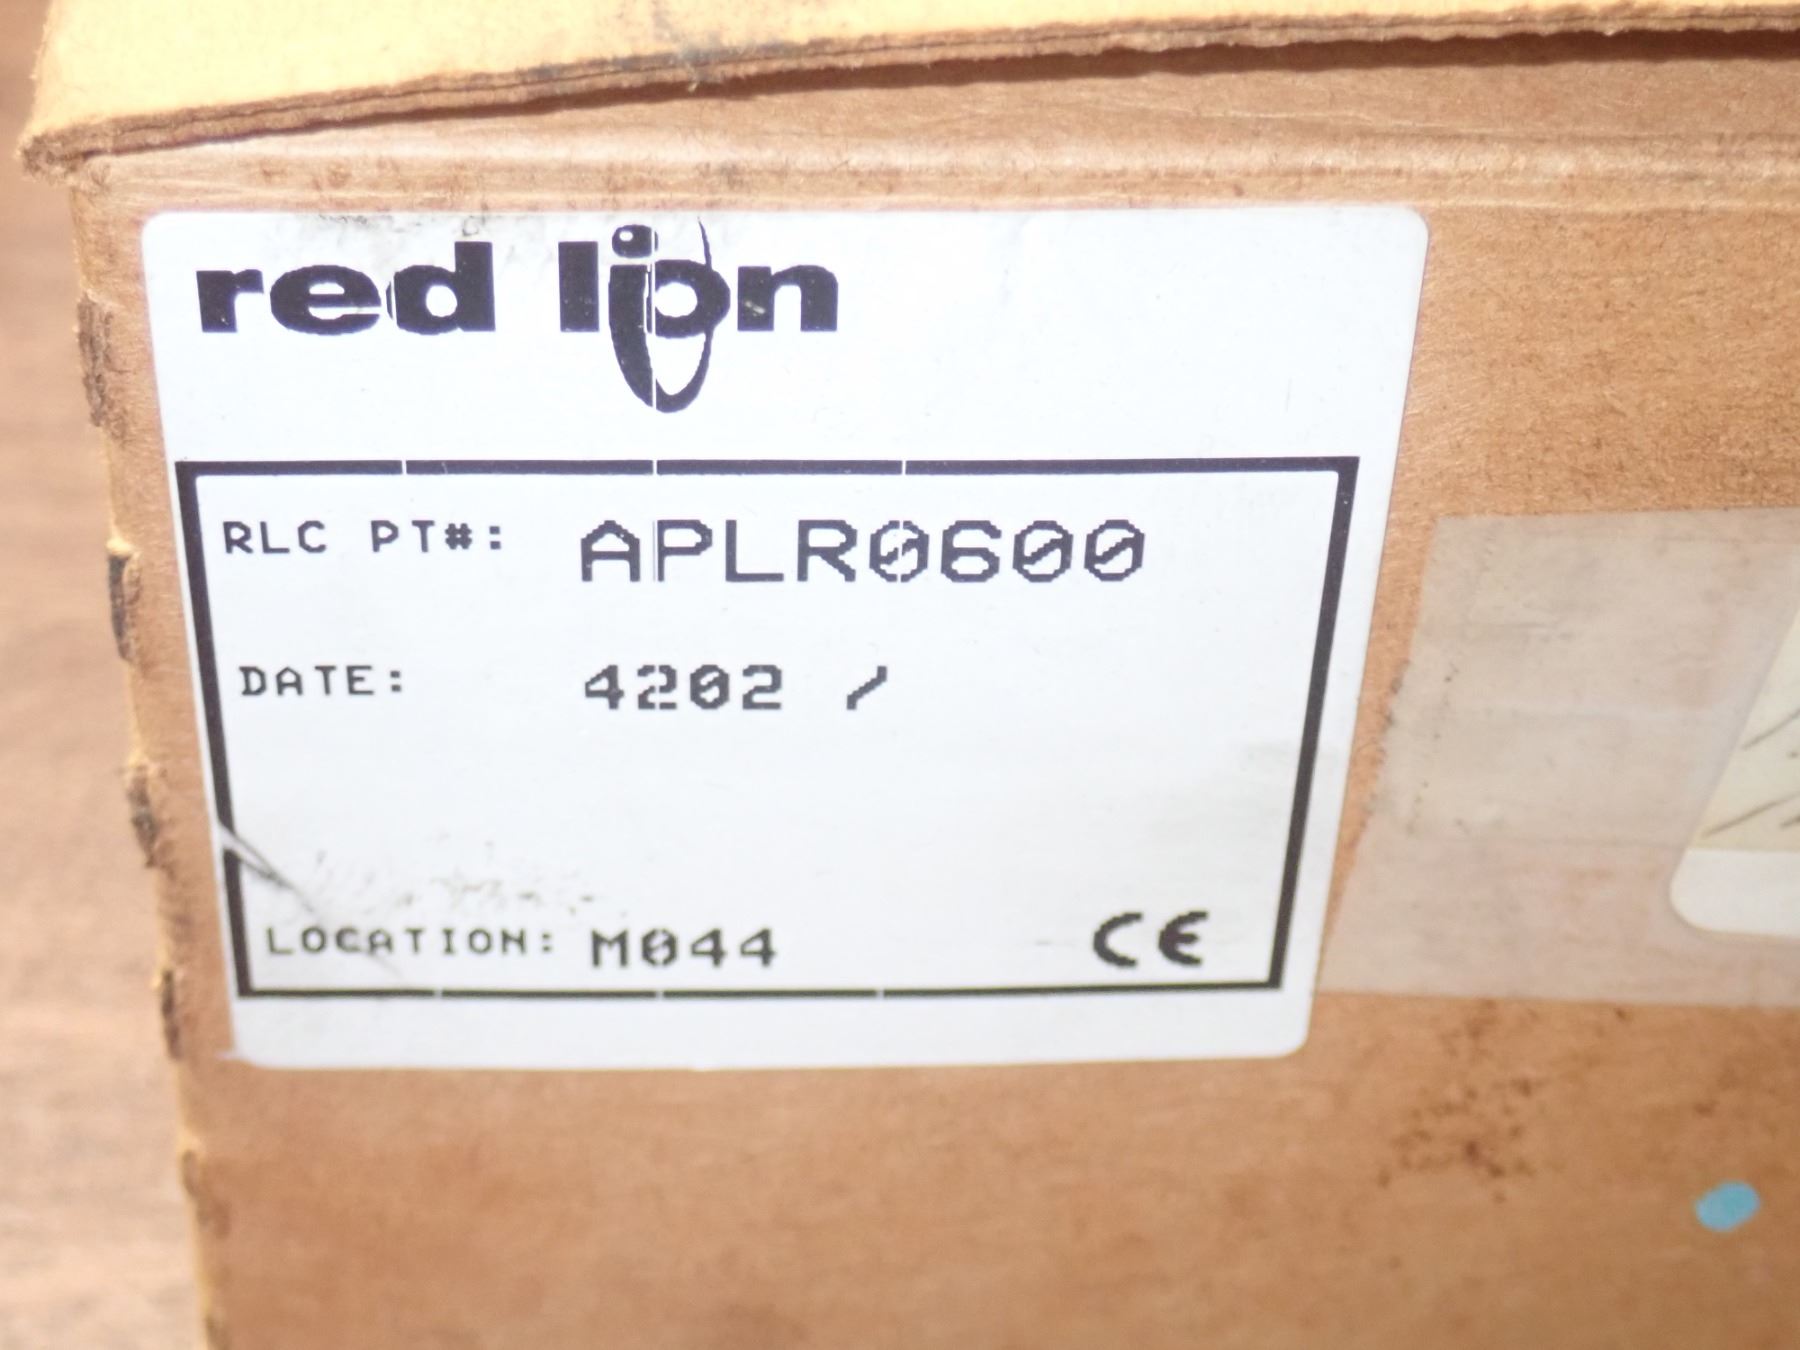 red lion
RLC PT#: APLR0600
DATE: 4202 /
LOCATION: M044 CE